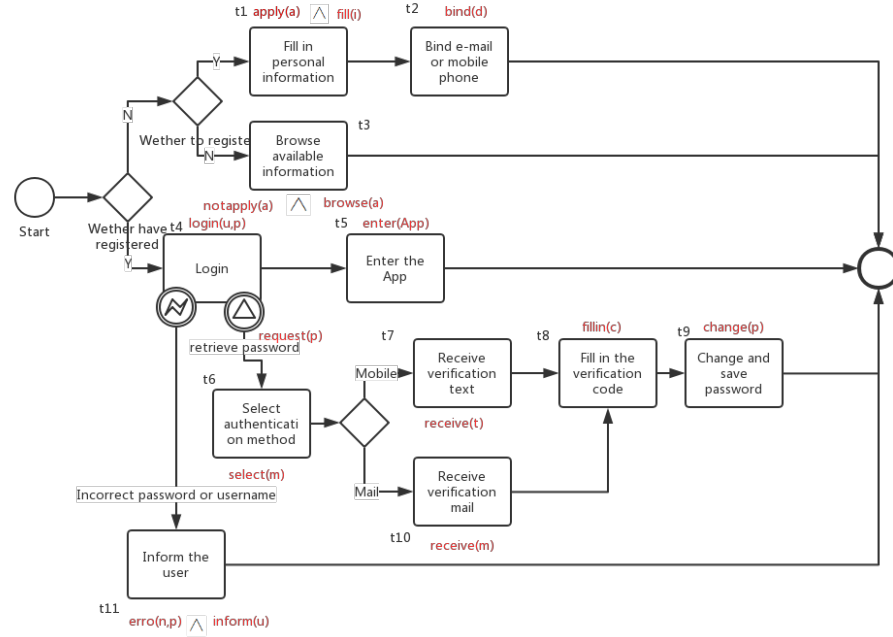 t1 apply(a) ∧ fill(i)
t2 bind(d)
Fill in
personal
information
Bind e-mail
or mobile
phone
Y
N
Wether to registe
N
t3
Browse
available
information
notapply(a) ∧ browse(a)
Start
Wether have
registered
Y
t4
login(u,p)
Login
t5 enter(App)
Enter the
App
request(p)
retrieve password
t6
Select
authenticati
on method
select(m)
Mobile
Mail
t7
Receive
verification
text
receive(t)
t8 fillin(c)
Fill in the
verification
code
t9 change(p)
Change and
save
password
Receive
verification
mail
t10
receive(m)
Incorrect password or username
Inform the
user
t11
erro(n,p) ∧ inform(u)